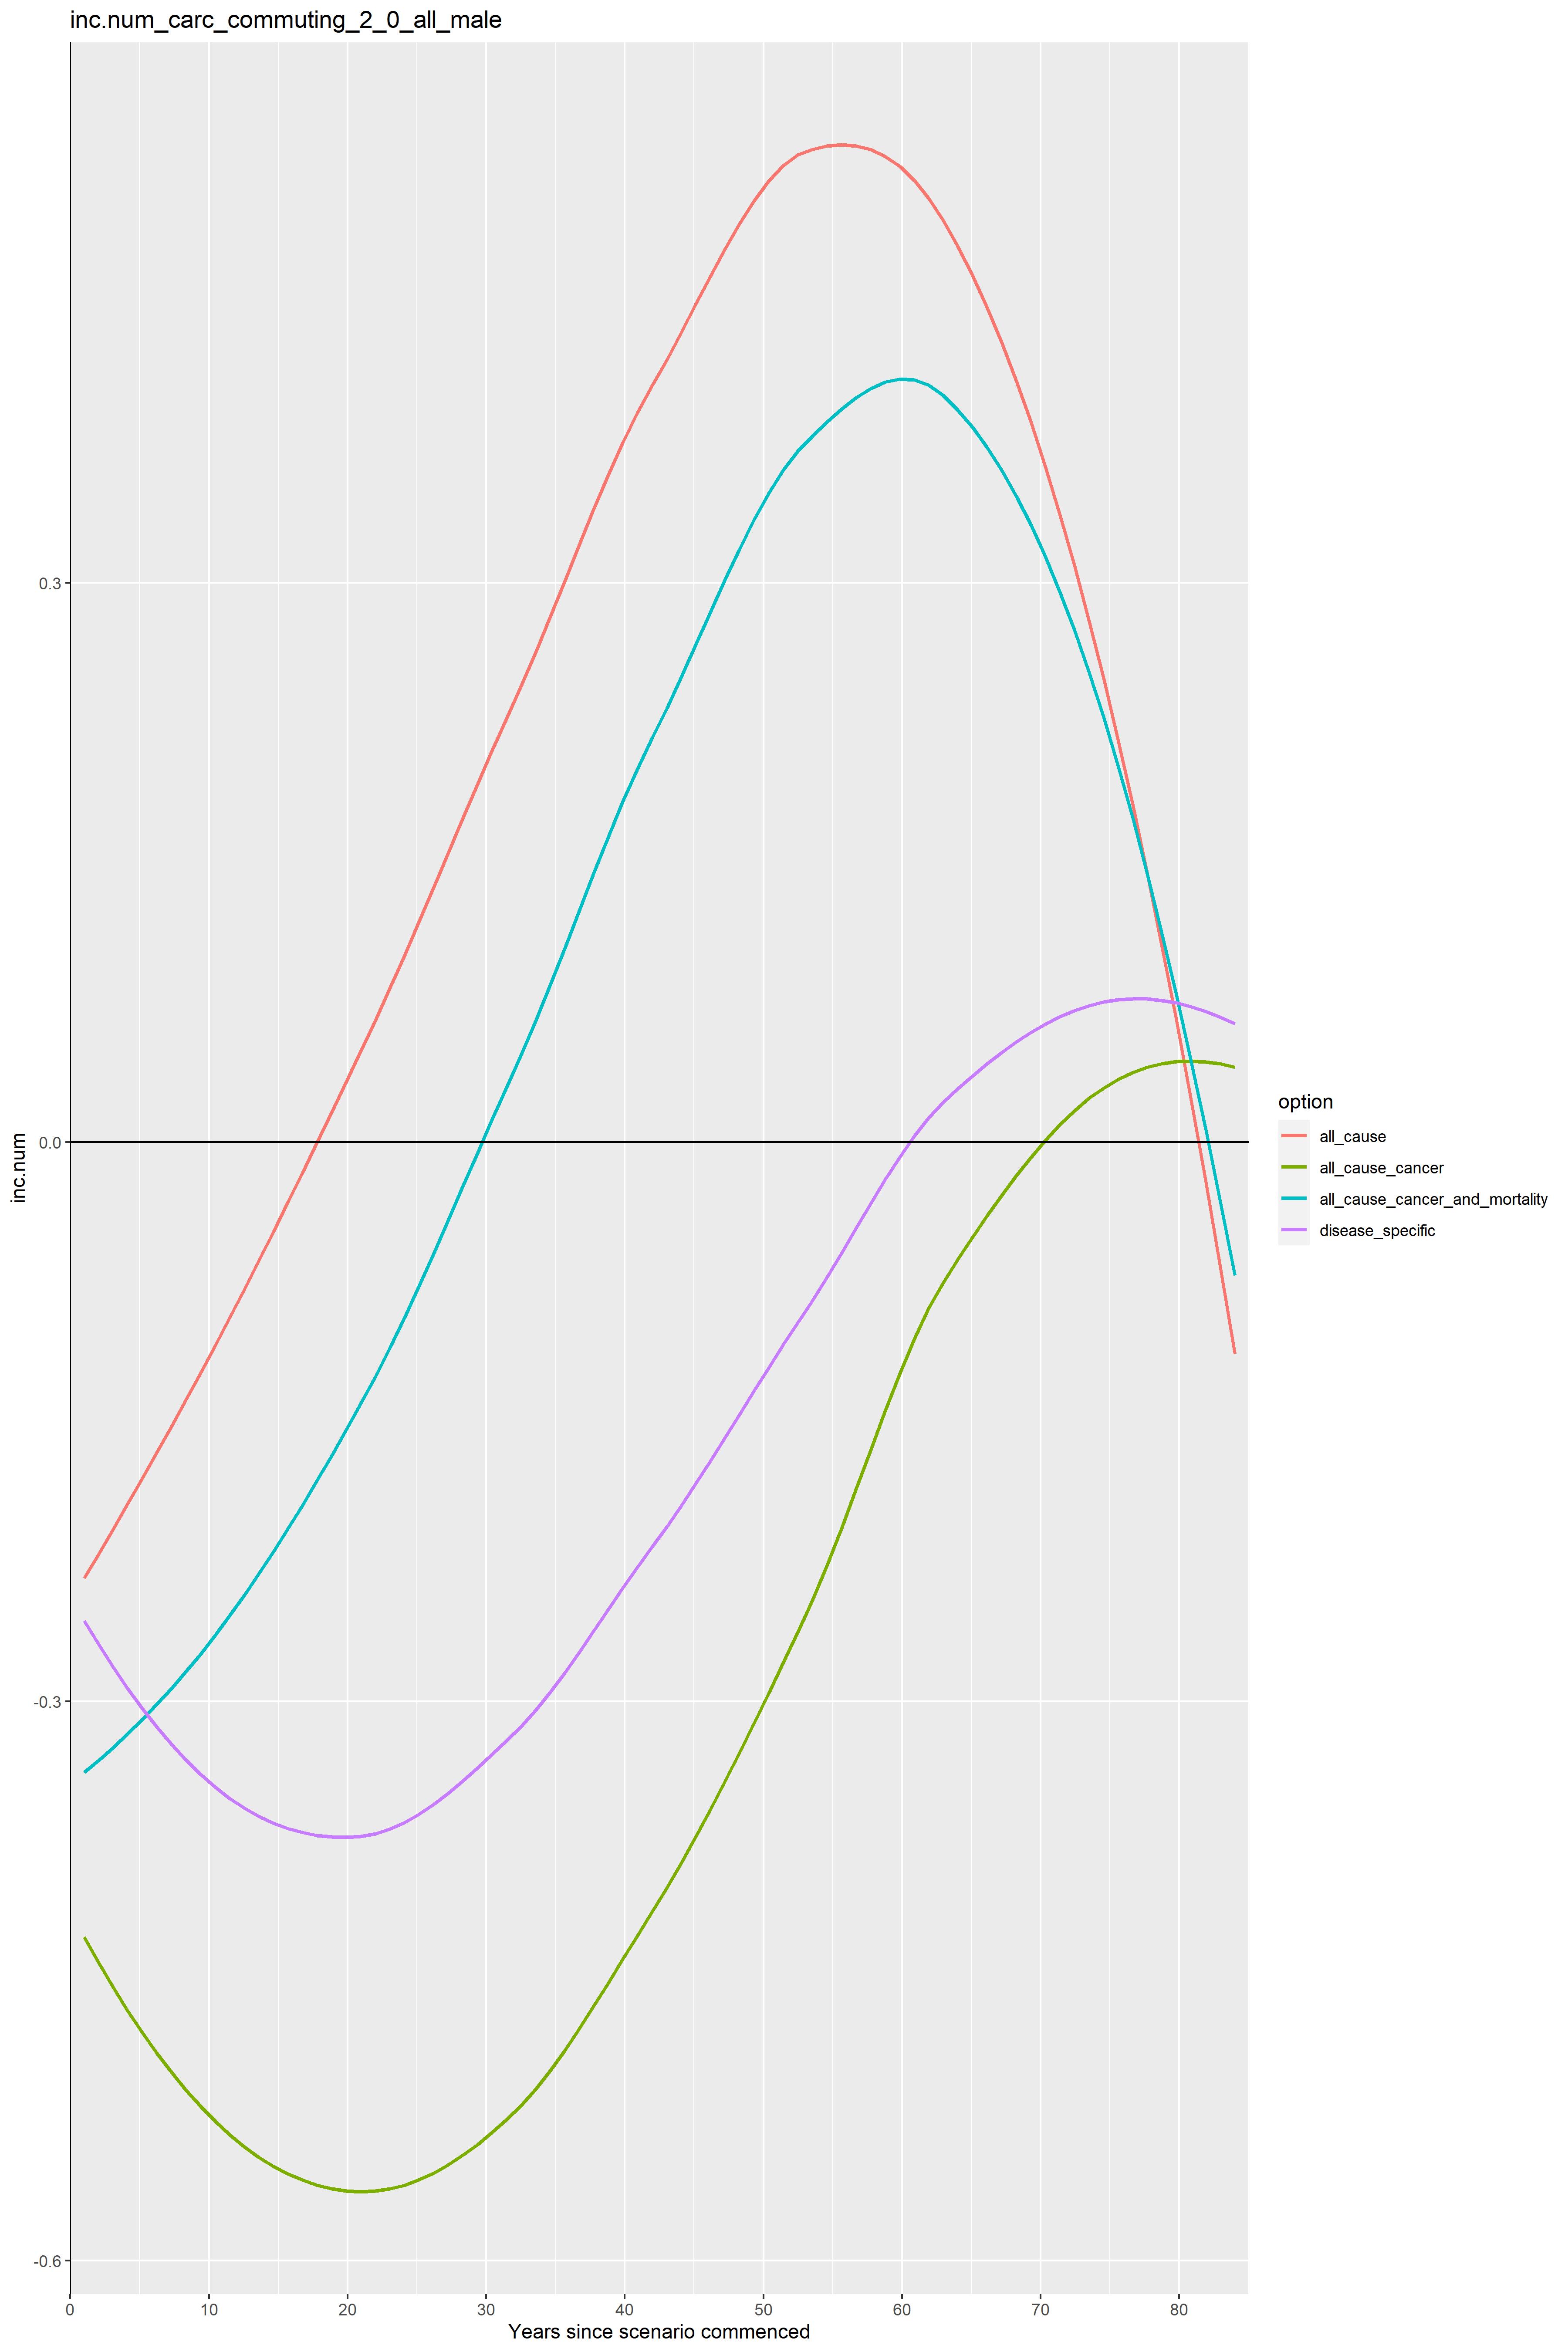 inc.num_carc_commuting_2_0_all_male
inc.num
0.3
0.0
-0.3
-0.6
0 10 20 30 40 50 60 70 80
Years since scenario commenced
option
all_cause
all_cause_cancer
all_cause_cancer_and_mortality
disease_specific